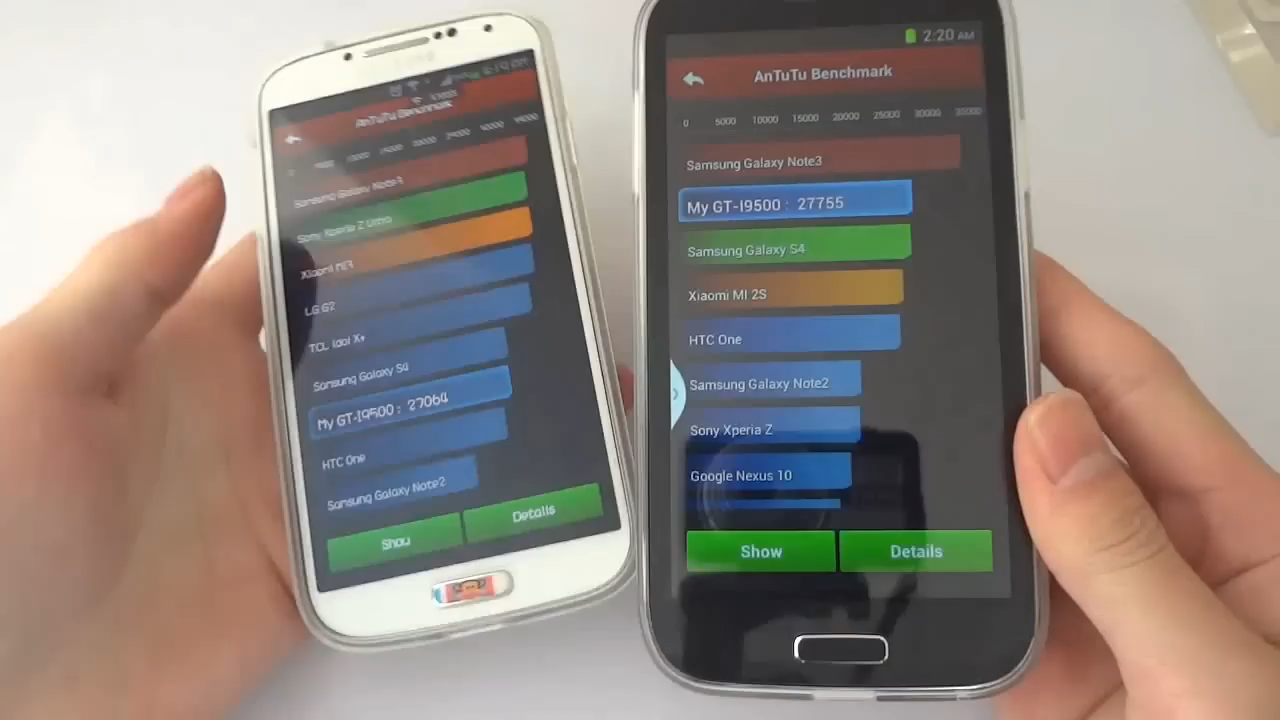 AnTuTu Benchmark
Samsung Galaxy Note3
Sony Xperia Z Ultra
Xiaomi MI3
LG G2
TCL Idol X+
Samsung Galaxy S4
My GT-I9500 : 27064
HTC One
Samsung Galaxy Note2
Show
Details
2:20 AM
AnTuTu Benchmark
0 5000 10000 15000 20000 25000 30000 35000
Samsung Galaxy Note3
My GT-I9500 : 27755
Samsung Galaxy S4
Xiaomi MI 2S
HTC One
Samsung Galaxy Note2
Sony Xperia Z
Google Nexus 10
Show
Details